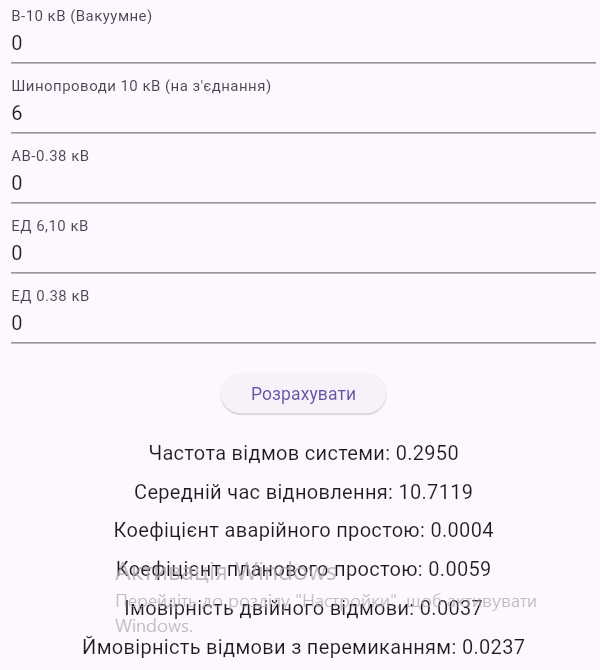 В-10 кВ (Вакуумне)
0
Шинопроводи 10 кВ (на з'єднання)
6
АВ-0.38 кВ
0
ЕД 6,10 кВ
0
ЕД 0.38 кВ
0
Розрахувати
Частота відмов системи: 0.2950
Середній час відновлення: 10.7119
Коефіцієнт аварійного простою: 0.0004
Коефіцієнт планового простою: 0.0059
Активація Windows
Перейдіть до розділу "Настройки", щоб активувати
Імовірність двійного відмови: 0.0037
Windows.
Ймовірність відмови з перемиканням: 0.0237